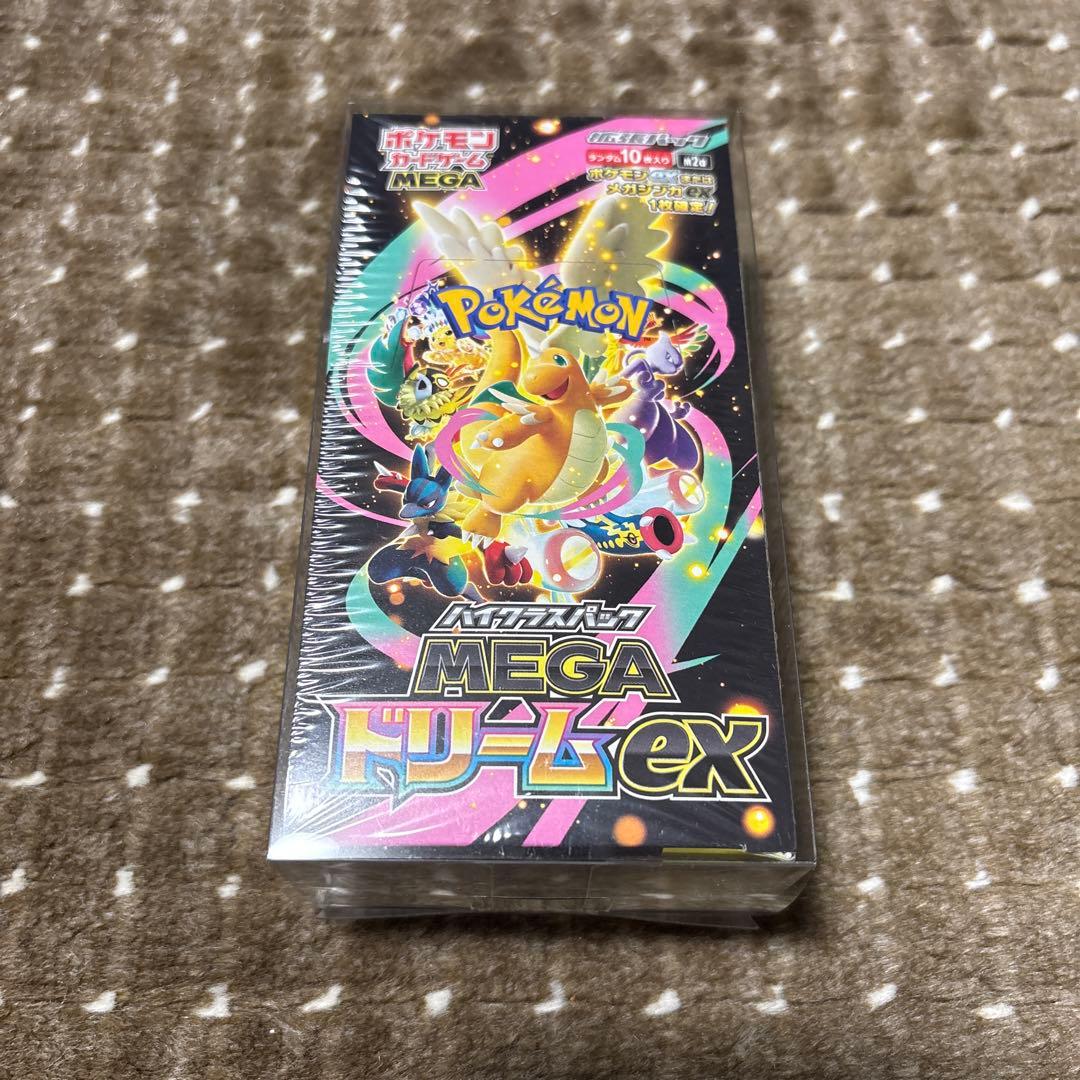 ポケモン
カードゲーム
MEGA
拡張パック
ランダム10枚入り
m2a
ポケモンexまたは
メガシンカex
1枚確定!
POKéMON
ハイクラスパック
MEGA
ドリームex